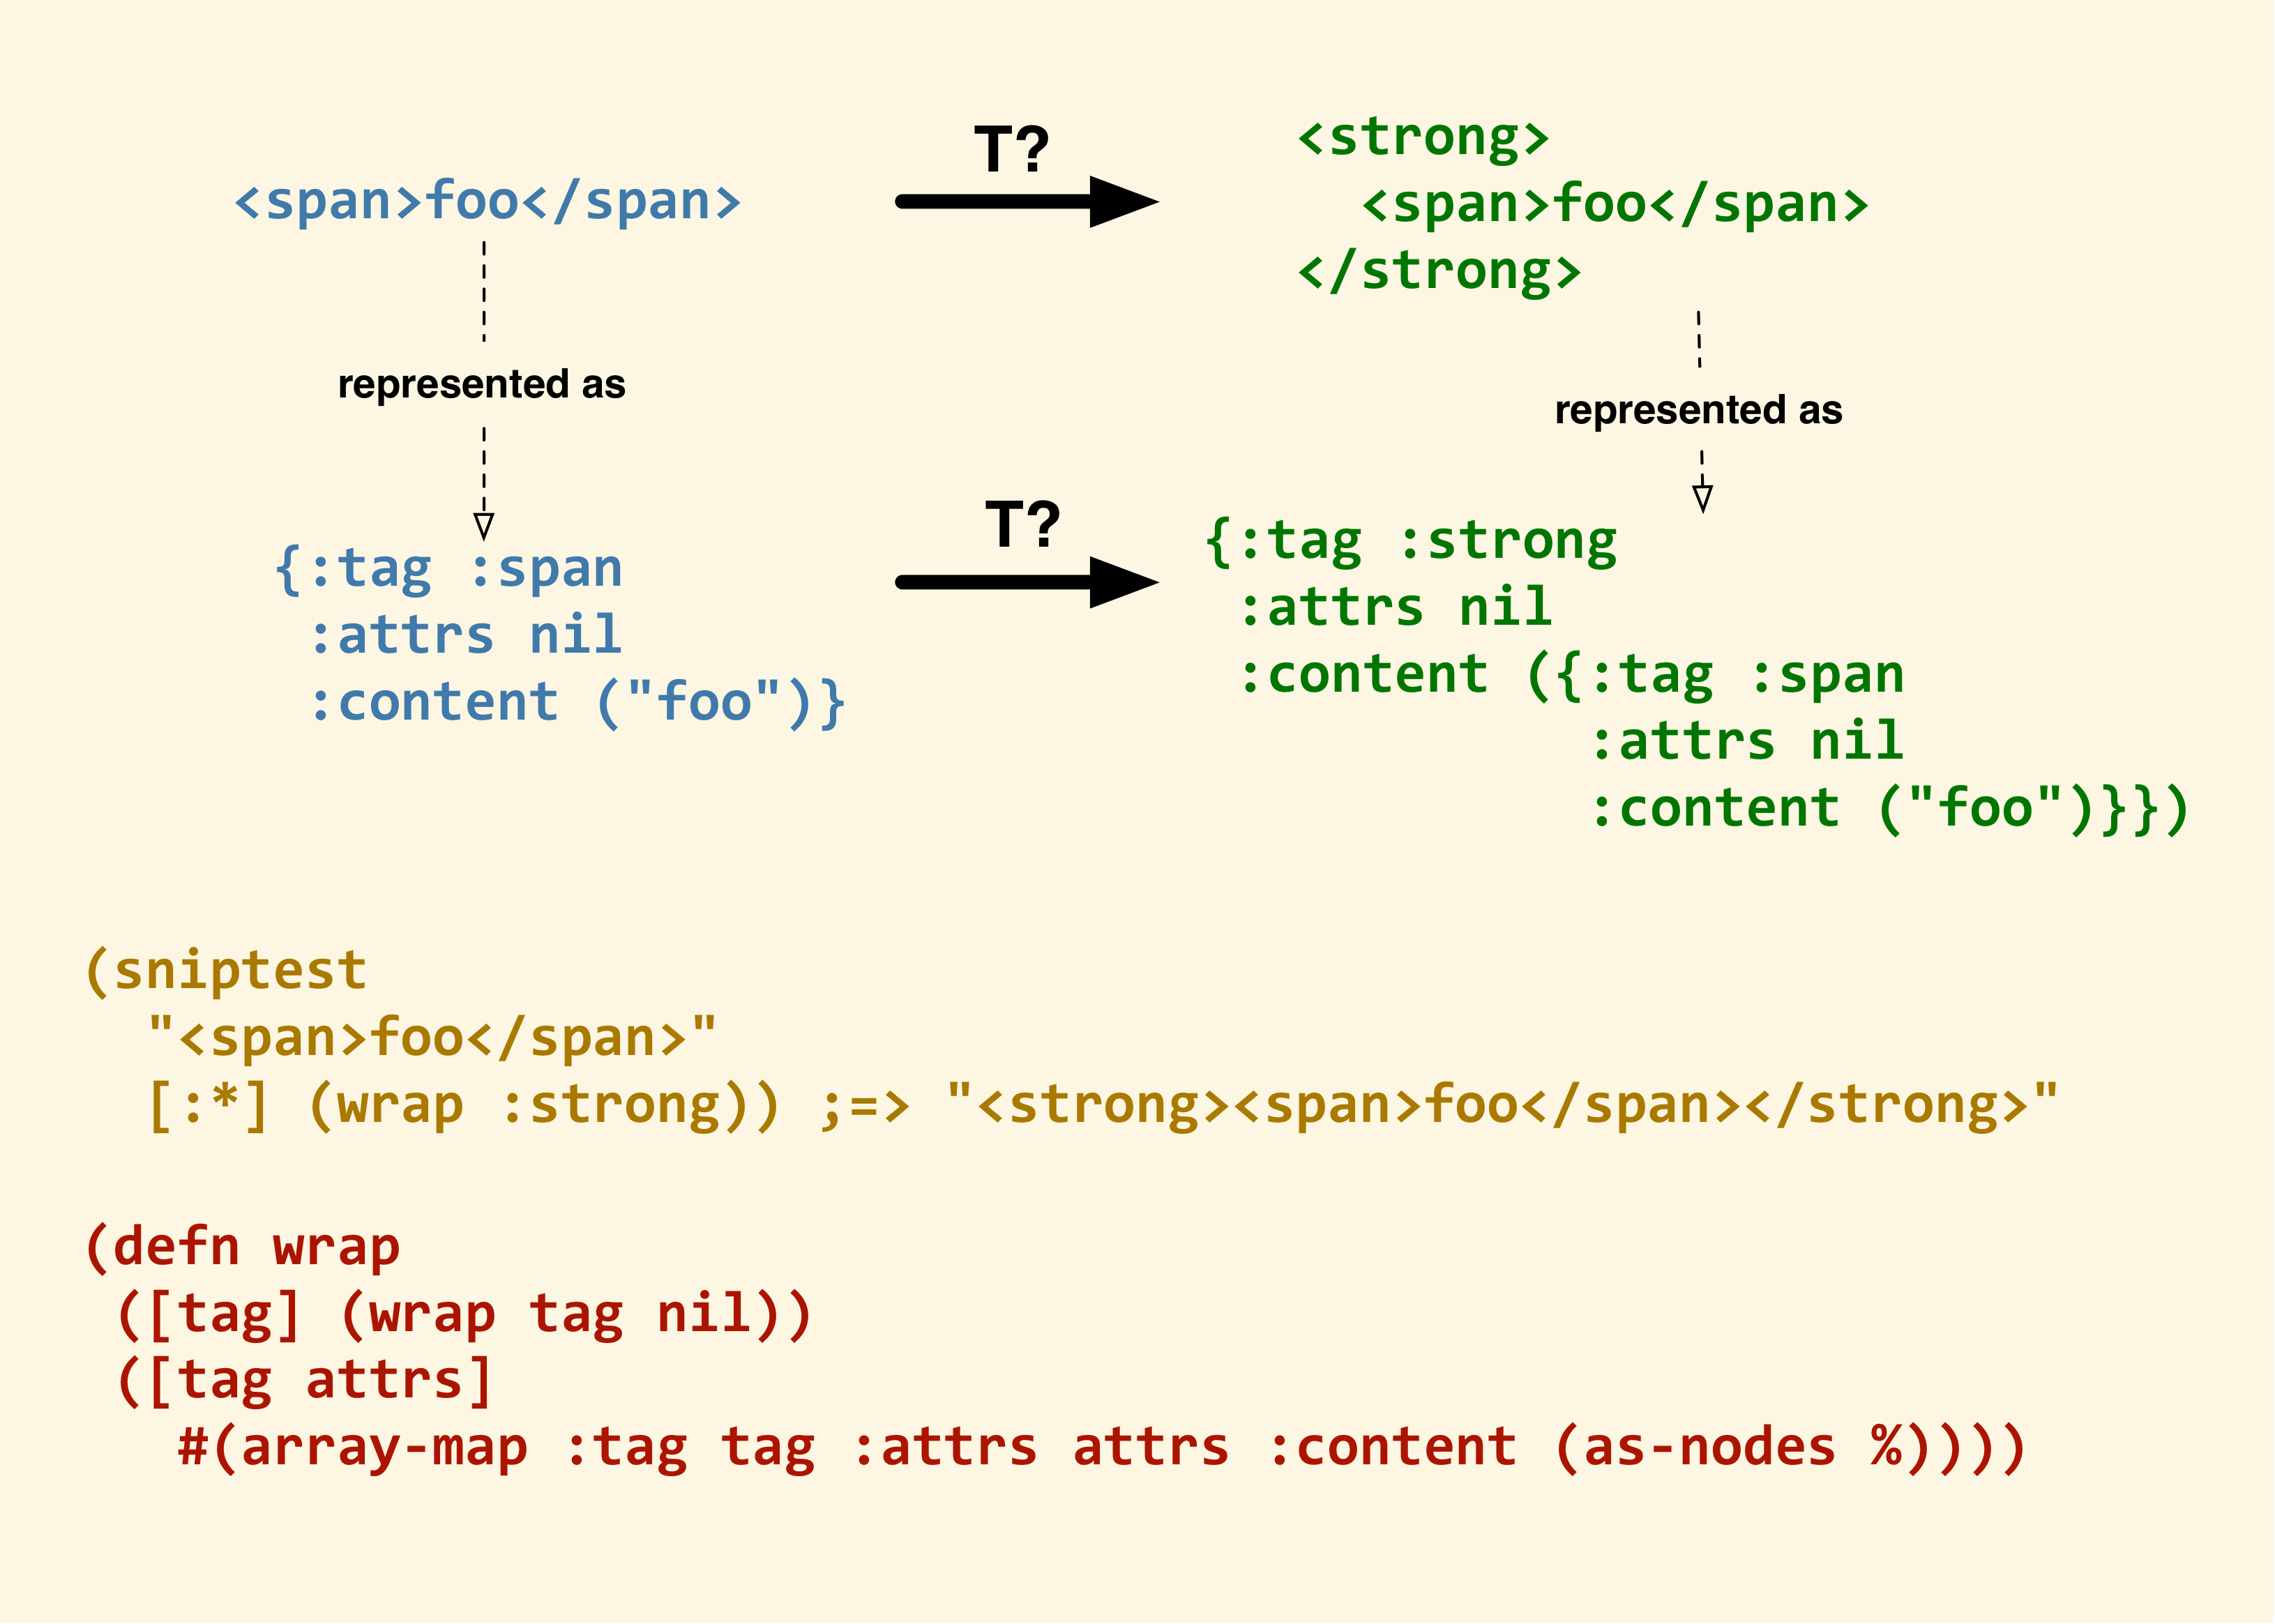 <span>foo</span>
T?
<strong>
  <span>foo</span>
</strong>
represented as
represented as
{:tag :span
 :attrs nil
 :content ("foo")}
T?
{:tag :strong
 :attrs nil
 :content ({:tag :span
            :attrs nil
            :content ("foo")}})
(sniptest
  "<span>foo</span>"
  [:*] (wrap :strong)) ;=> "<strong><span>foo</span></strong>"
(defn wrap
 ([tag] (wrap tag nil))
 ([tag attrs]
   #(array-map :tag tag :attrs attrs :content (as-nodes %))))